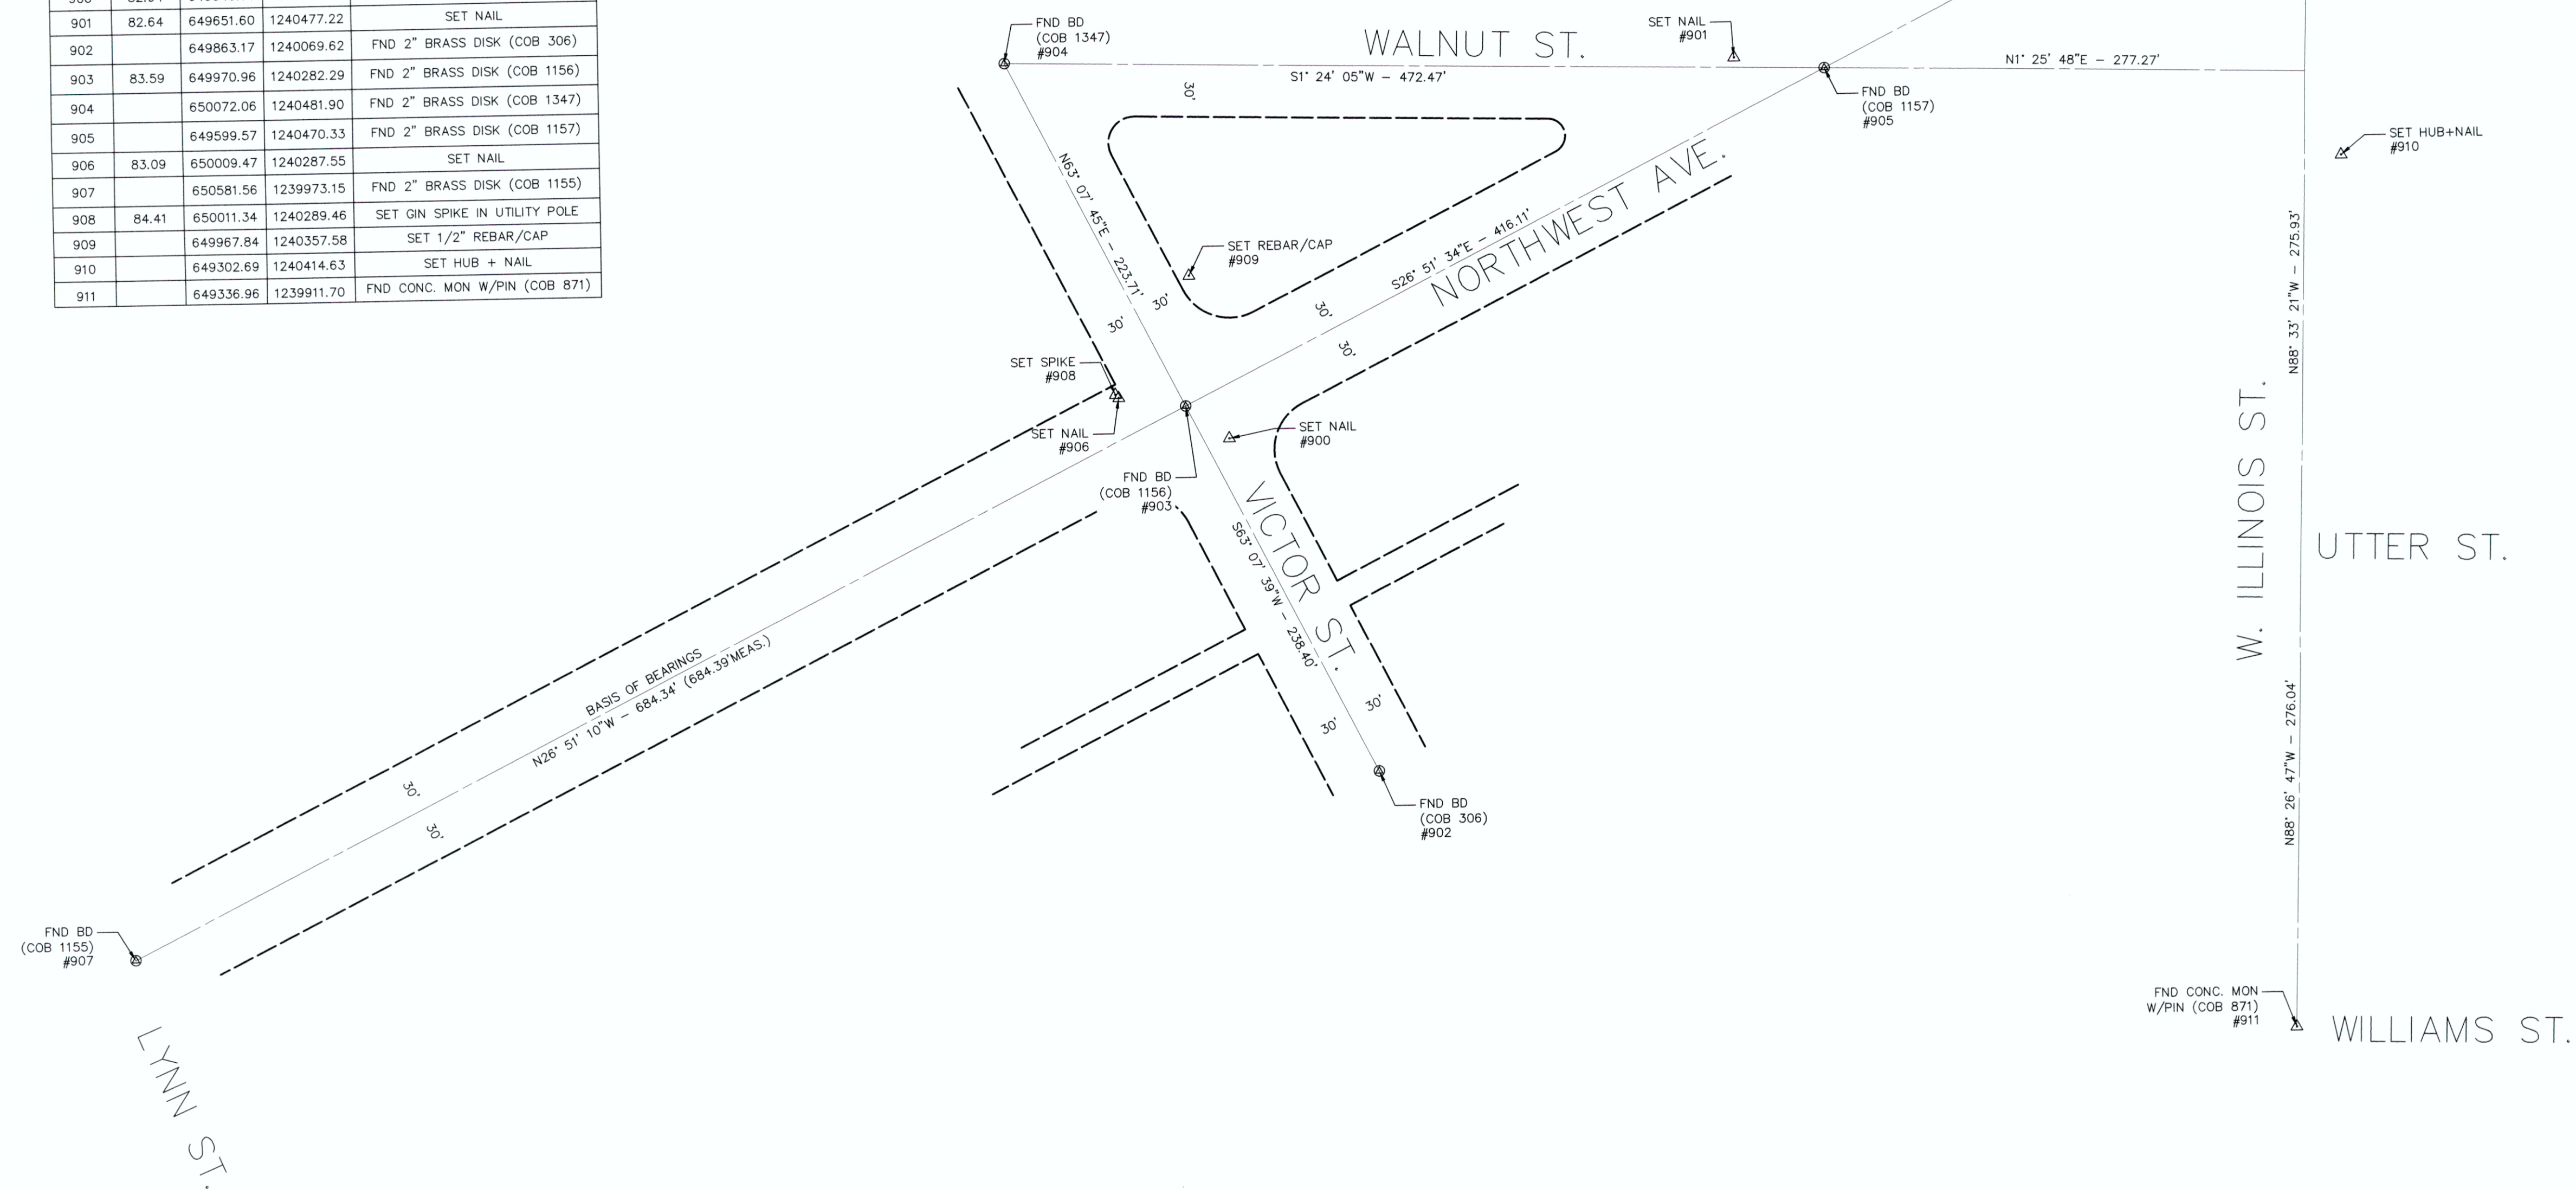 901 82.64 649651.60 1240477.22 SET NAIL
902 649863.17 1240069.62 FND 2" BRASS DISK (COB 306)
903 83.59 649970.96 1240282.29 FND 2" BRASS DISK (COB 1156)
904 650072.06 1240481.90 FND 2" BRASS DISK (COB 1347)
905 649599.57 1240470.33 FND 2" BRASS DISK (COB 1157)
906 83.09 650009.47 1240287.55 SET NAIL
907 650581.56 1239973.15 FND 2" BRASS DISK (COB 1155)
908 84.41 650011.34 1240289.46 SET GIN SPIKE IN UTILITY POLE
909 649967.84 1240357.58 SET 1/2" REBAR/CAP
910 649302.69 1240414.63 SET HUB + NAIL
911 649336.96 1239911.70 FND CONC. MON W/PIN (COB 871)
FND BD
(COB 1347)
#904
WALNUT ST.
S1° 24' 05"W – 472.47'
30'
SET NAIL
#901
N1° 25' 48"E – 277.27'
FND BD
(COB 1157)
#905
SET HUB+NAIL
#910
N63° 07' 45"E – 223.71'
30'
30'
SET REBAR/CAP
#909
S26° 51' 34"E – 416.11'
NORTHWEST AVE.
30'
30'
N88° 33' 21"W – 275.93'
SET SPIKE
#908
SET NAIL
#906
SET NAIL
#900
FND BD
(COB 1156)
#903
VICTOR ST.
S63° 07' 39"W – 238.40'
30'
30'
W. ILLINOIS ST.
UTTER ST.
BASIS OF BEARINGS
N26° 51' 10"W – 684.34' (684.39'MEAS.)
30'
30'
N88° 26' 47"W – 276.04'
FND BD
(COB 306)
#902
FND BD
(COB 1155)
#907
FND CONC. MON
W/PIN (COB 871)
#911
WILLIAMS ST.
LYNN ST.